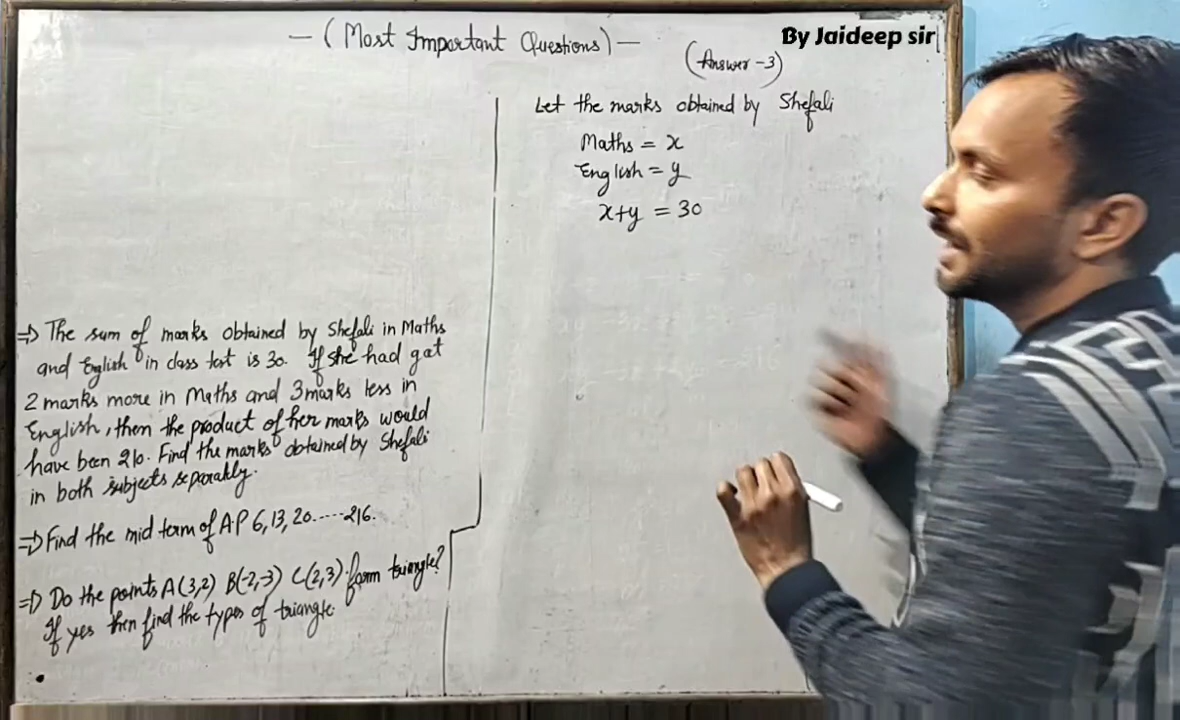 — (Most Important Questions) —
By Jaideep sir
(Answer -3)
Let the marks obtained by Shefali
Maths = x
English = y
x+y = 30
⇒ The sum of marks obtained by Shefali in Maths
and English in class test is 30. If she had got
2 marks more in Maths and 3 marks less in
English, then the product of her marks would
have been 210. Find the marks obtained by Shefali
in both subjects separately.
⇒ Find the mid term of A.P 6, 13, 20.....216.
⇒ Do the points A(3,2) B(-2,-3) C(2,3) form triangle?
If yes then find the types of triangle.